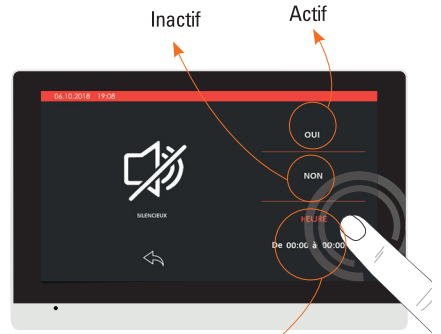 Inactif
Actif
06.10.2018 19:08
OUI
NON
SILENCIEUX
HEURE
De 00:00 à 00:00